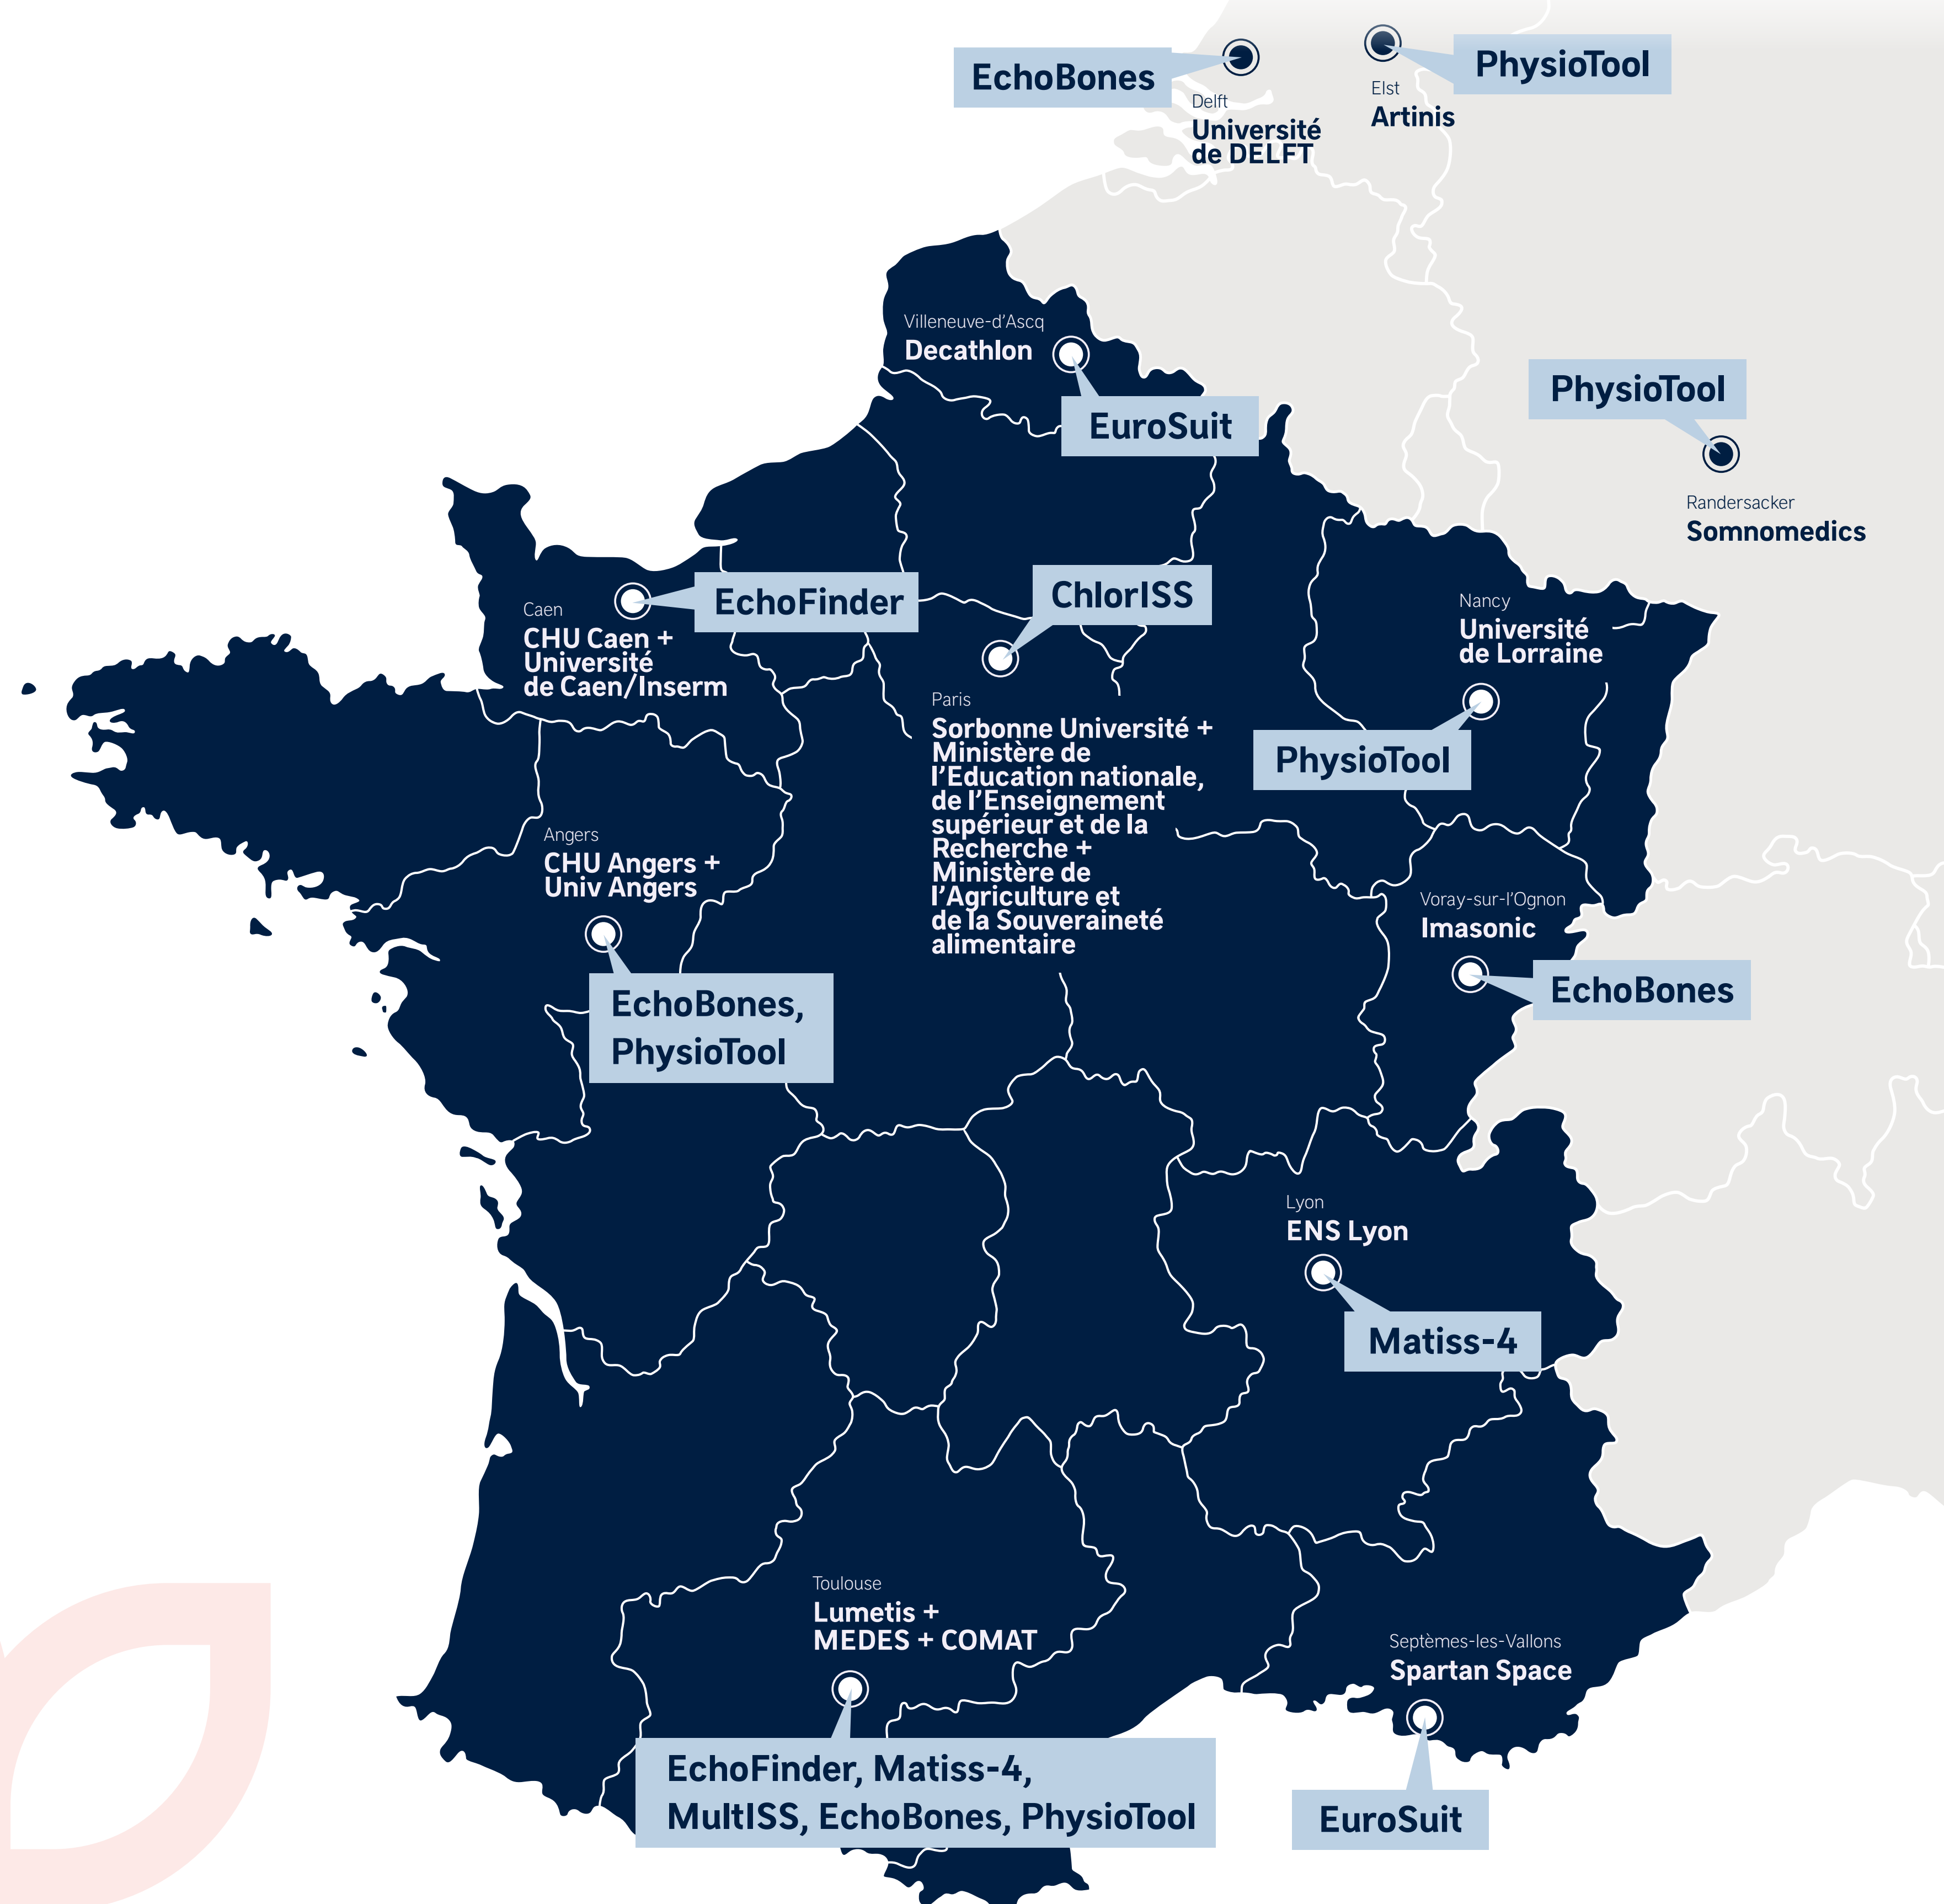 EchoBones
Delft
Université
de DELFT
PhysioTool
Elst
Artinis
Villeneuve-d'Ascq
Decathlon
EuroSuit
PhysioTool
Randersacker
Somnomedics
EchoFinder
Caen
CHU Caen +
Université
de Caen/Inserm
ChlorISS
Paris
Sorbonne Université +
Ministère de
l'Education nationale,
de l'Enseignement
supérieur et de la
Recherche +
Ministère de
l'Agriculture et
de la Souveraineté
alimentaire
Nancy
Université
de Lorraine
PhysioTool
Angers
CHU Angers +
Univ Angers
EchoBones,
PhysioTool
Voray-sur-l'Ognon
Imasonic
EchoBones
Lyon
ENS Lyon
Matiss-4
Toulouse
Lumetis +
MEDES + COMAT
EchoFinder, Matiss-4,
MultISS, EchoBones, PhysioTool
Septèmes-les-Vallons
Spartan Space
EuroSuit